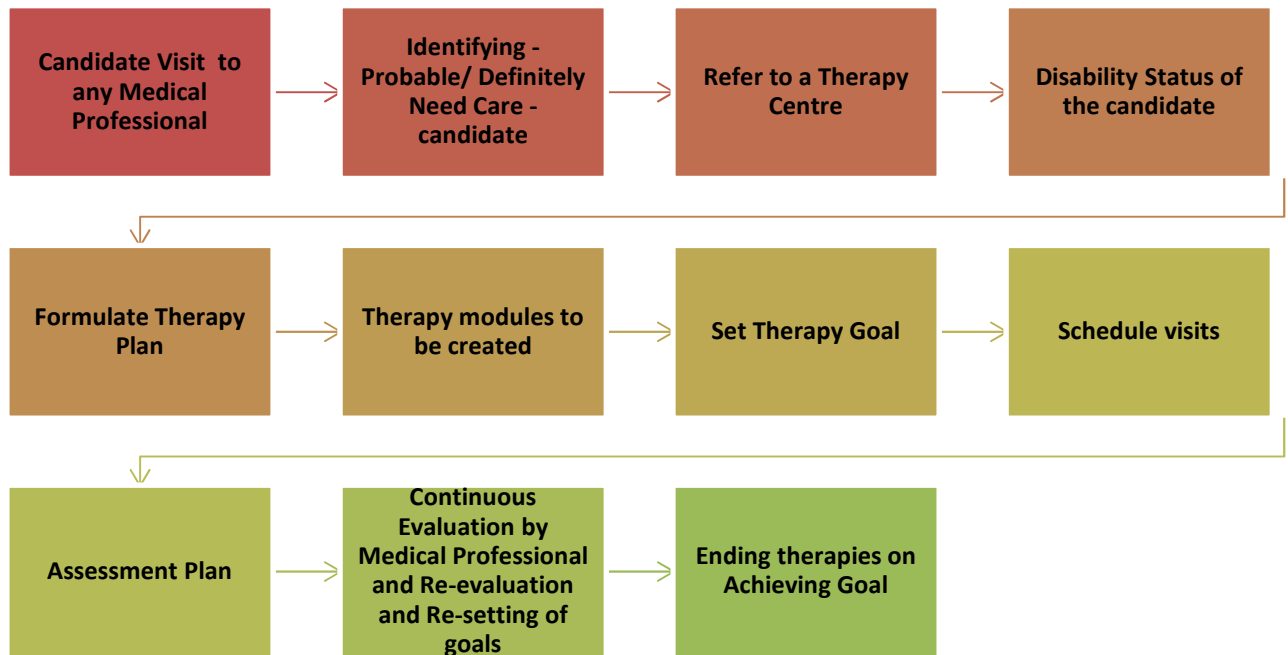 Candidate Visit  to
any Medical
Professional
Identifying -
Probable/ Definitely
Need Care -
candidate
Refer to a Therapy
Centre
Disability Status of
the candidate
Formulate Therapy
Plan
Therapy modules to
be created
Set Therapy Goal
Schedule visits
Assessment Plan
Continuous
Evaluation by
Medical Professional
and Re-evaluation
and Re-setting of
goals
Ending therapies on
Achieving Goal